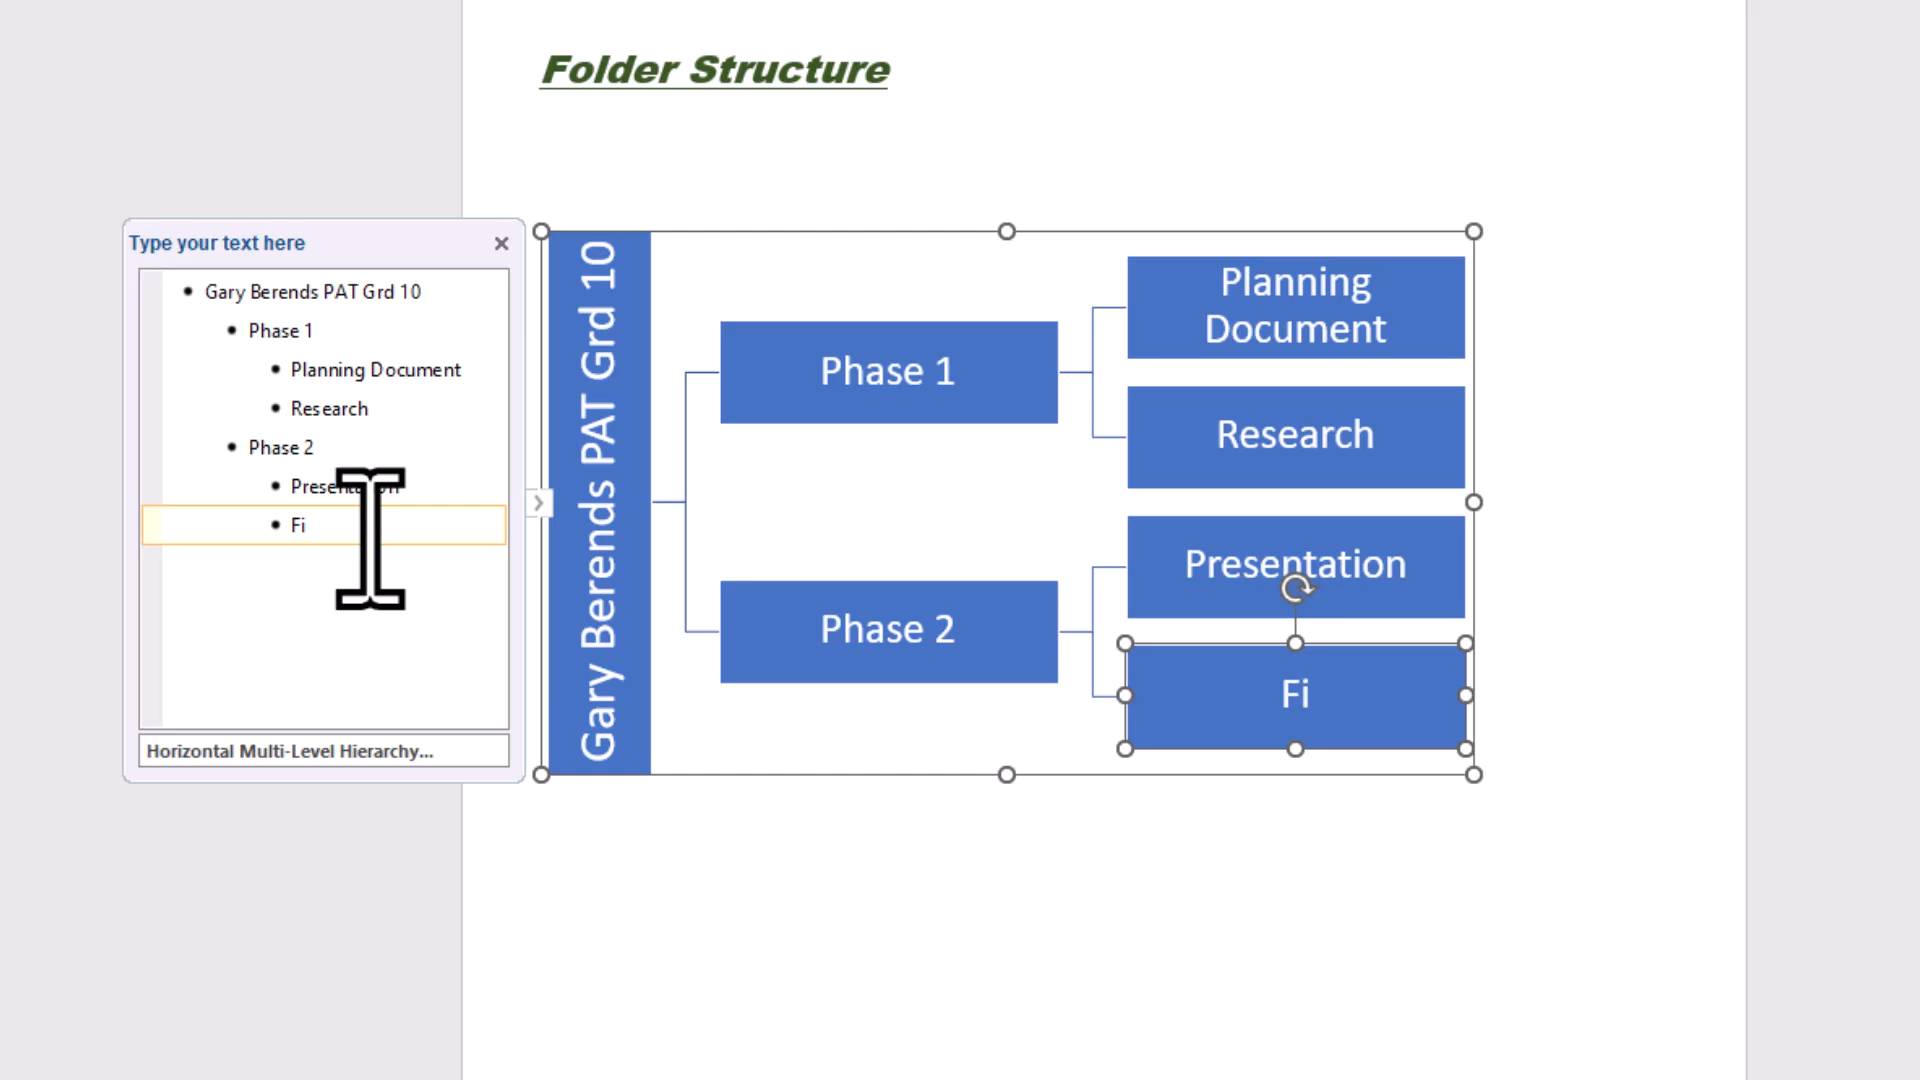 Folder Structure
Type your text here
Gary Berends PAT Grd 10
Phase 1
Planning Document
Research
Phase 2
Presentation
Fi
Horizontal Multi-Level Hierarchy...
Gary Berends PAT Grd 10
Phase 1
Phase 2
Planning
Document
Research
Presentation
Fi